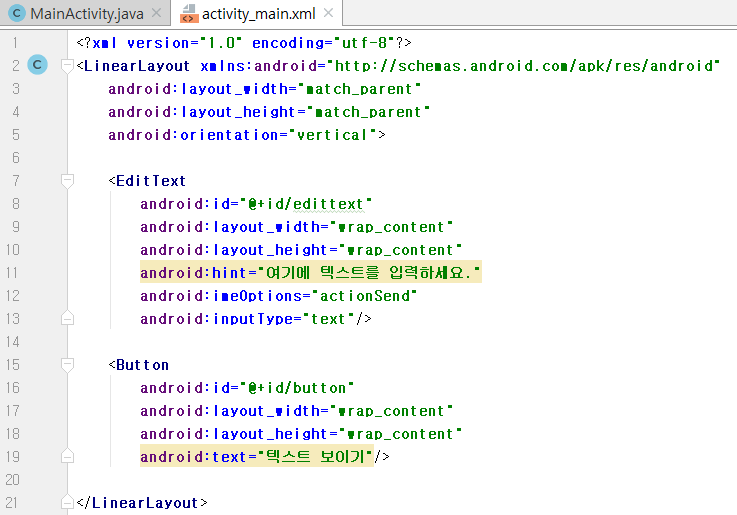 MainActivity.java × activity_main.xml ×
1 <?xml version="1.0" encoding="utf-8"?>
2 C <LinearLayout xmlns:android="http://schemas.android.com/apk/res/android"
3 android:layout_width="match_parent"
4 android:layout_height="match_parent"
5 android:orientation="vertical">
6
7 <EditText
8 android:id="@+id/edittext"
9 android:layout_width="wrap_content"
10 android:layout_height="wrap_content"
11 android:hint="여기에 텍스트를 입력하세요."
12 android:imeOptions="actionSend"
13 android:inputType="text"/>
14
15 <Button
16 android:id="@+id/button"
17 android:layout_width="wrap_content"
18 android:layout_height="wrap_content"
19 android:text="텍스트 보이기"/>
20
21 </LinearLayout>